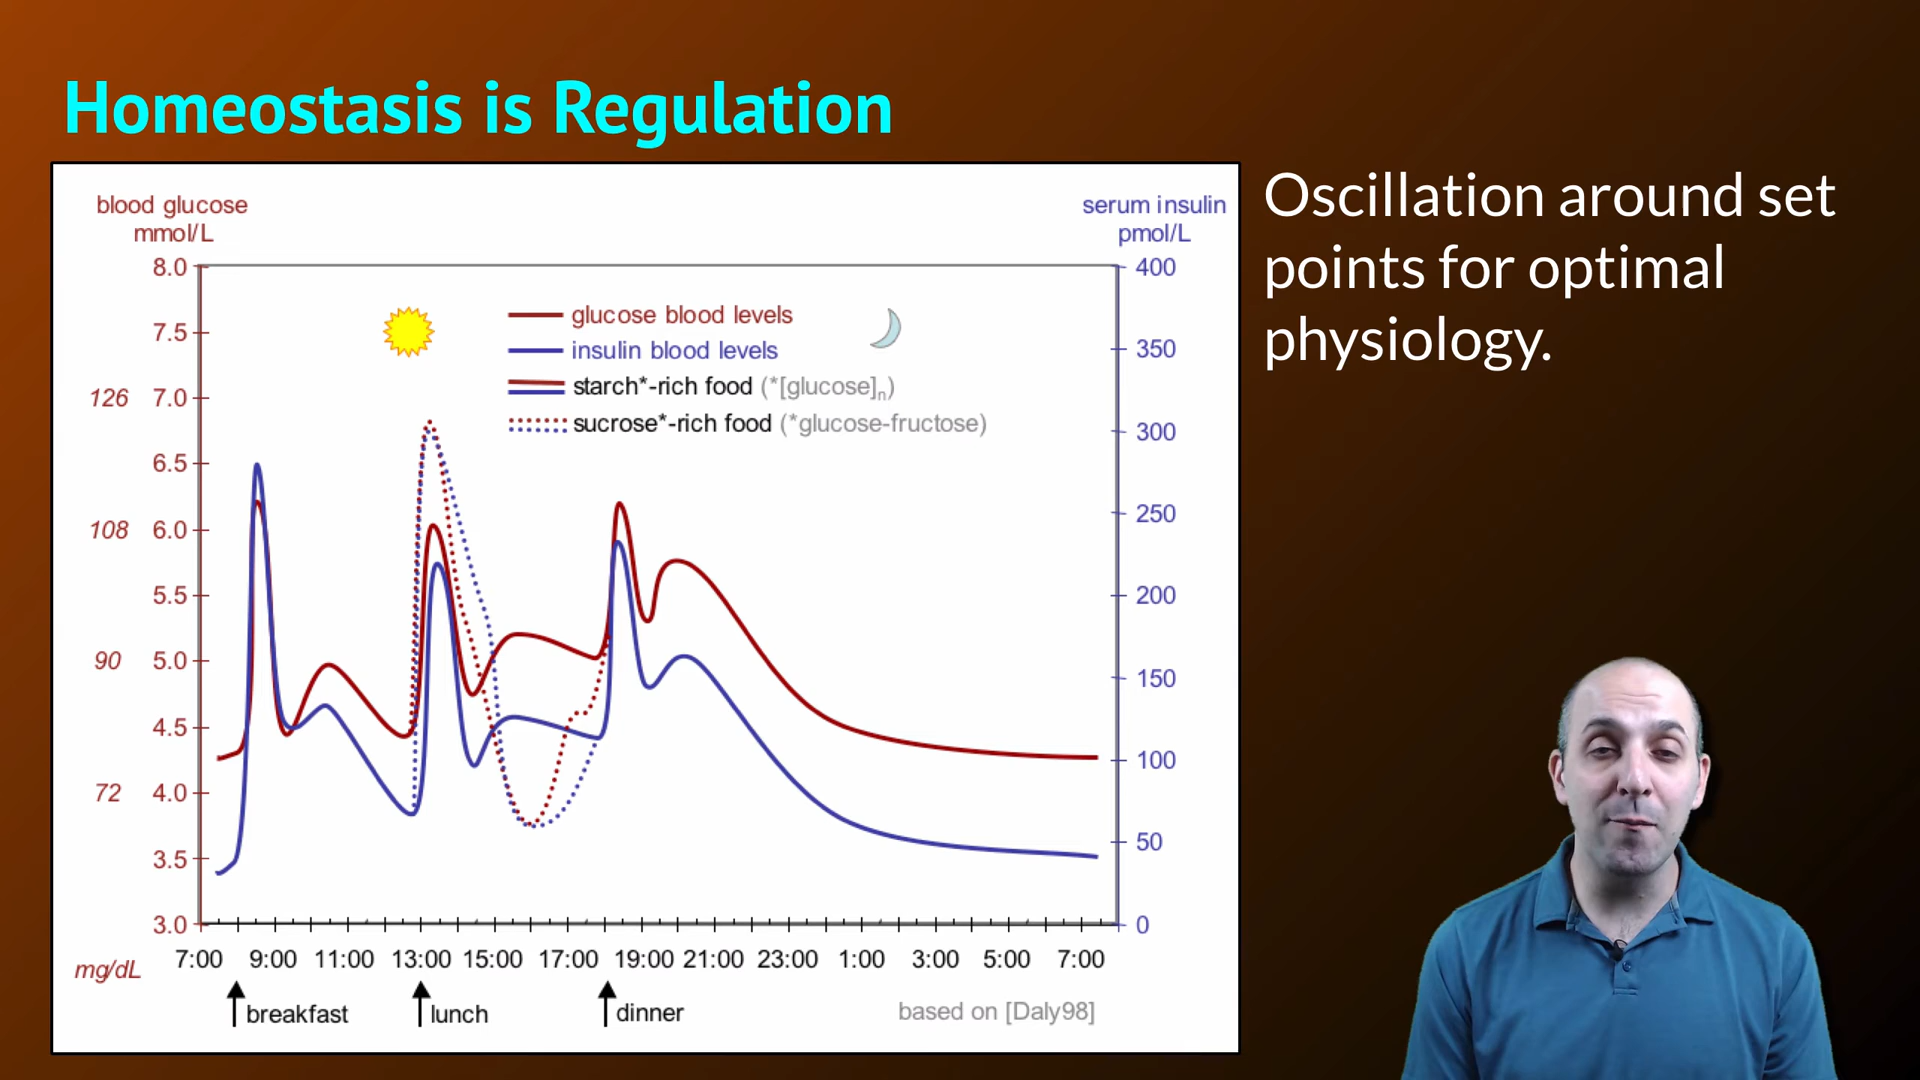 Homeostasis is Regulation
Oscillation around set
points for optimal
physiology.
blood glucose
mmol/L
serum insulin
pmol/L
8.0
7.5
126 7.0
6.5
108 6.0
5.5
90 5.0
4.5
72 4.0
3.5
3.0
mg/dL
400
350
300
250
200
150
100
50
0
glucose blood levels
insulin blood levels
starch*-rich food (*[glucose]n)
sucrose*-rich food (*glucose-fructose)
7:00 9:00 11:00 13:00 15:00 17:00 19:00 21:00 23:00 1:00 3:00 5:00 7:00
breakfast lunch dinner
based on [Daly98]